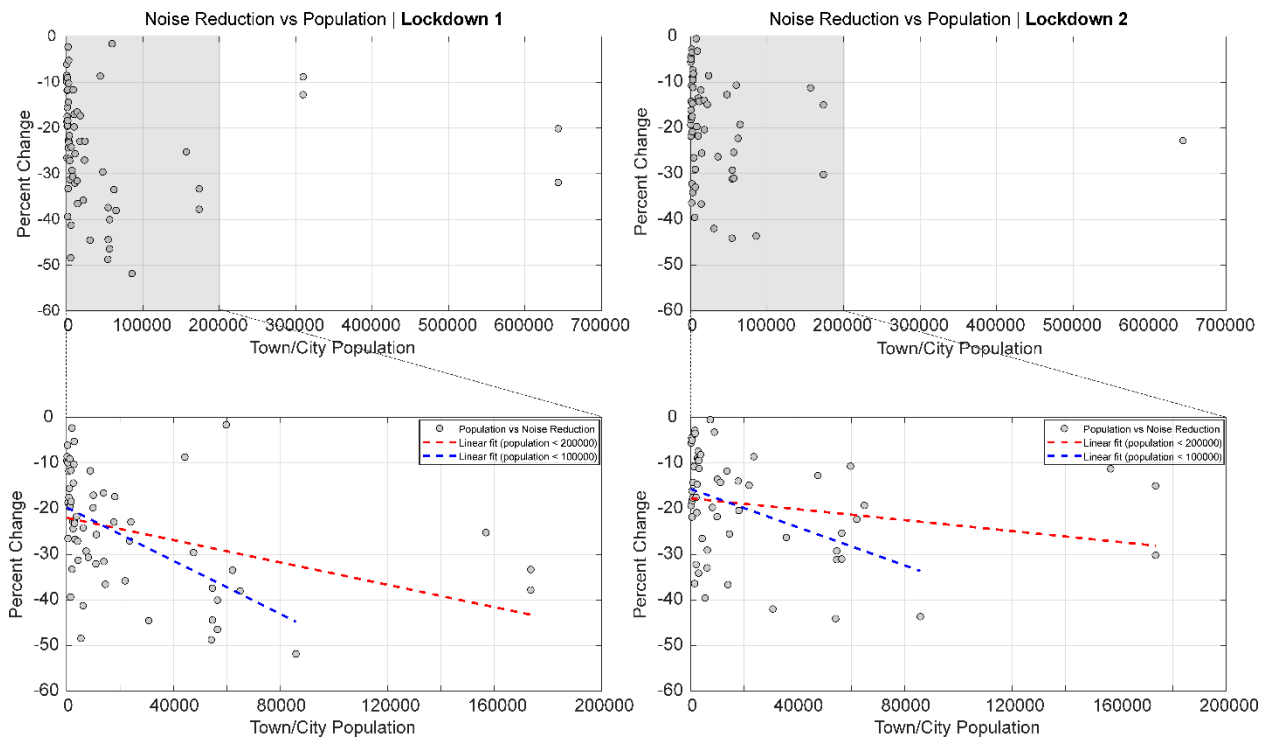 Noise Reduction vs Population | Lockdown 1
0
-10
-20
-30
-40
-50
-60
Percent Change
0 100000 200000 300000 400000 500000 600000 700000
Town/City Population
Noise Reduction vs Population | Lockdown 2
0
-10
-20
-30
-40
-50
-60
Percent Change
0 100000 200000 300000 400000 500000 600000 700000
Town/City Population
0
-10
-20
-30
-40
-50
-60
Percent Change
Population vs Noise Reduction
Linear fit (population < 200000)
Linear fit (population < 100000)
0 40000 80000 120000 160000 200000
Town/City Population
0
-10
-20
-30
-40
-50
-60
Percent Change
Population vs Noise Reduction
Linear fit (population < 200000)
Linear fit (population < 100000)
0 40000 80000 120000 160000 200000
Town/City Population